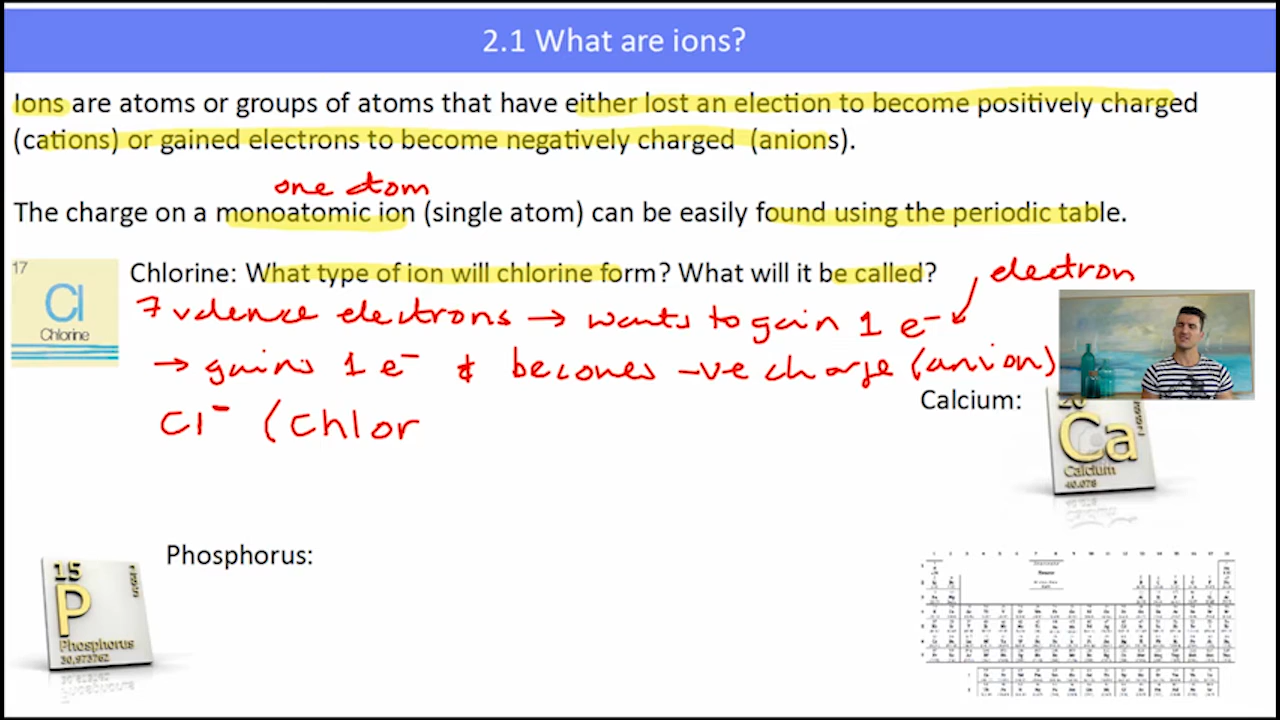 2.1 What are ions?
Ions are atoms or groups of atoms that have either lost an election to become positively charged
(cations) or gained electrons to become negatively charged (anions).
one atom
The charge on a monoatomic ion (single atom) can be easily found using the periodic table.
17
Cl
Chlorine
Chlorine: What type of ion will chlorine form? What will it be called?
electron
7 valence electrons → wants to gain 1 e⁻
→ gains 1 e⁻ & becomes -ve charge (anion)
Cl⁻ (Chlor
Calcium:
20
Ca
Calcium
40.078
Phosphorus:
15
P
Phosphorus
30,973762